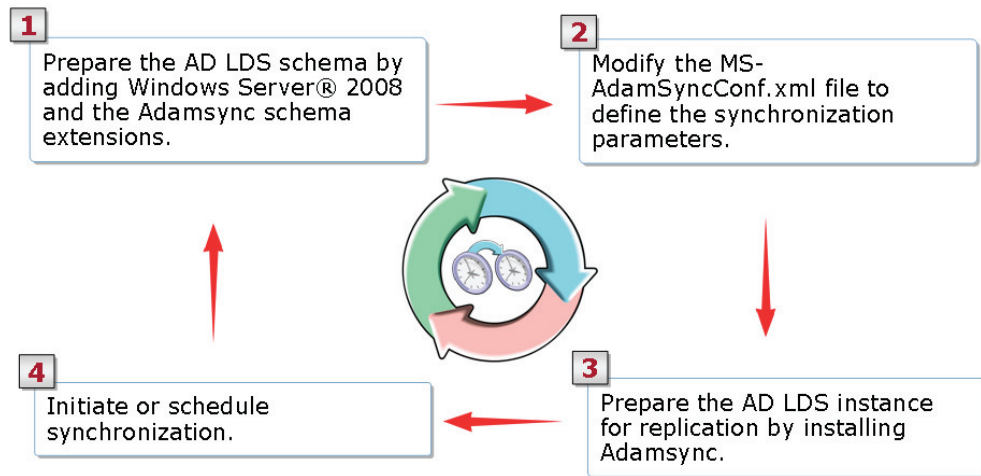 1
Prepare the AD LDS schema by
adding Windows Server® 2008
and the Adamsync schema
extensions.
2
Modify the MS-
AdamSyncConf.xml file to
define the synchronization
parameters.
3
Prepare the AD LDS instance
for replication by installing
Adamsync.
4
Initiate or schedule
synchronization.